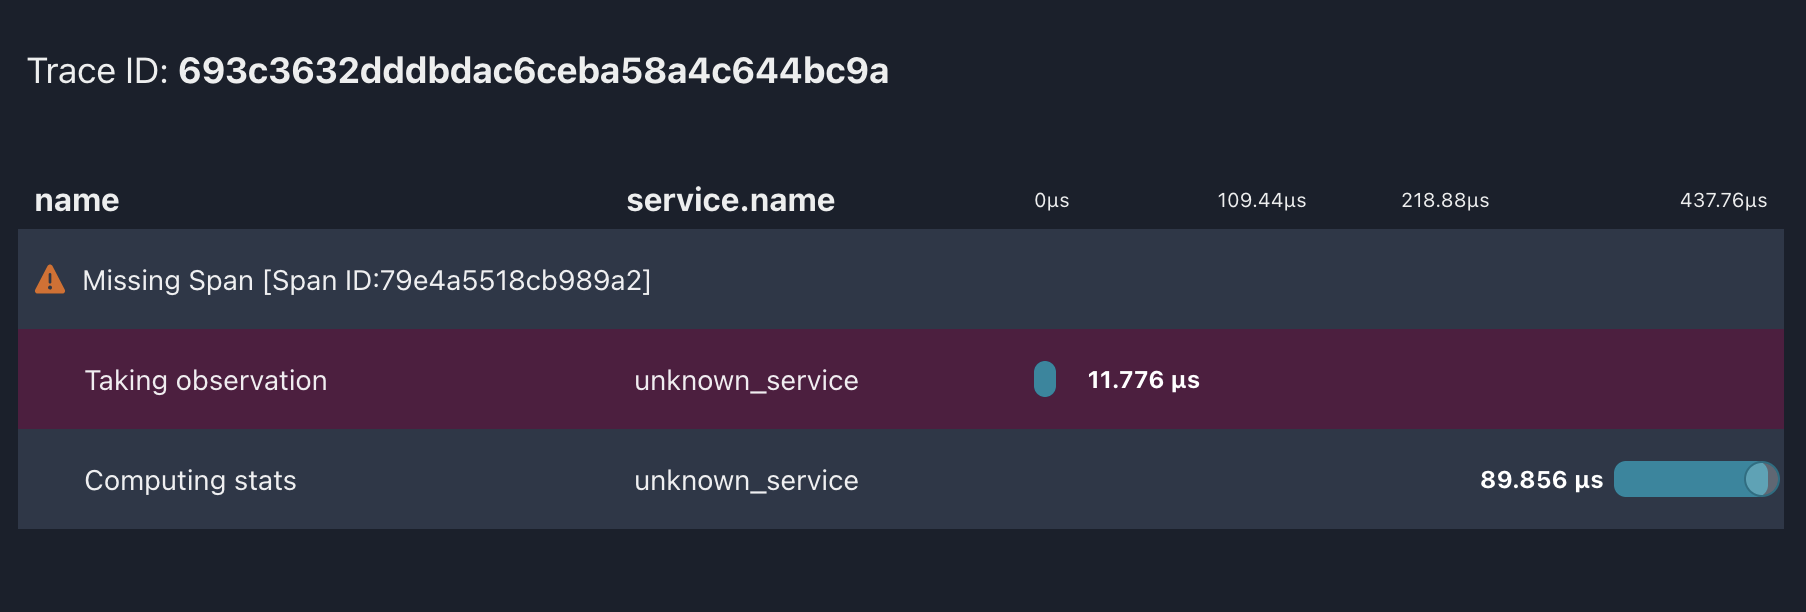 Trace ID: 693c3632dddbdac6ceba58a4c644bc9a
name service.name 0µs 109.44µs 218.88µs 437.76µs
Missing Span [Span ID:79e4a5518cb989a2]
Taking observation unknown_service 11.776 µs
Computing stats unknown_service 89.856 µs